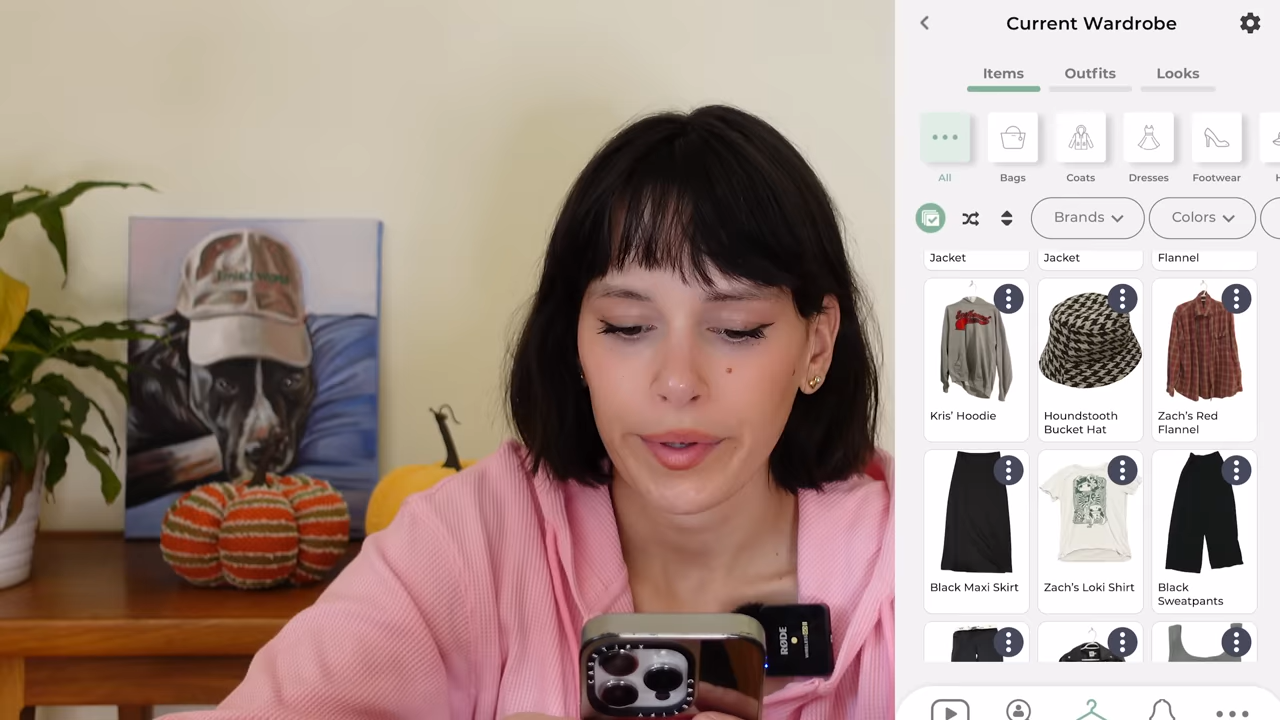 Current Wardrobe
Items
Outfits
Looks
All
Bags
Coats
Dresses
Footwear
H
Brands
Colors
Jacket
Jacket
Flannel
Kris' Hoodie
Houndstooth
Bucket Hat
Zach's Red
Flannel
Black Maxi Skirt
Zach's Loki Shirt
Black
Sweatpants
RØDE